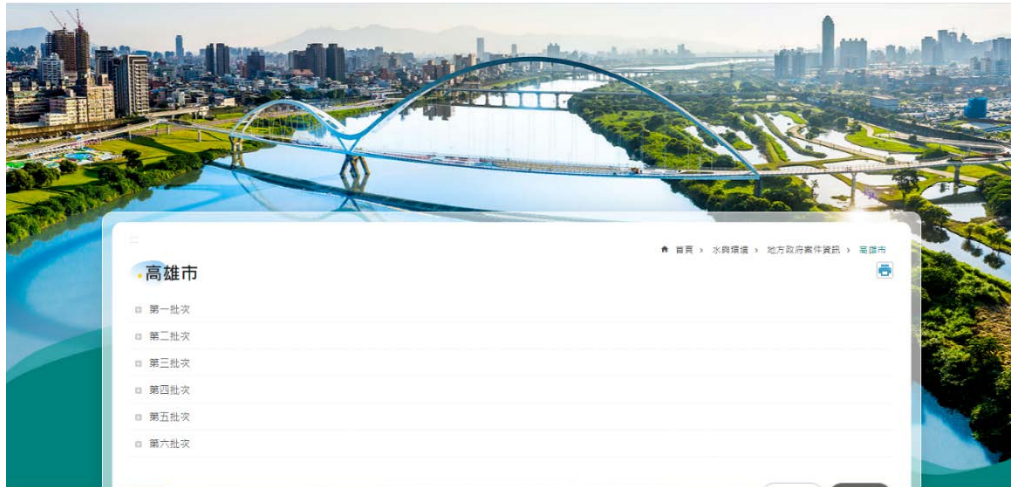 首頁 › 水與環境 › 地方政府案件資訊 › 高雄市
高雄市
第一批次
第二批次
第三批次
第四批次
第五批次
第六批次